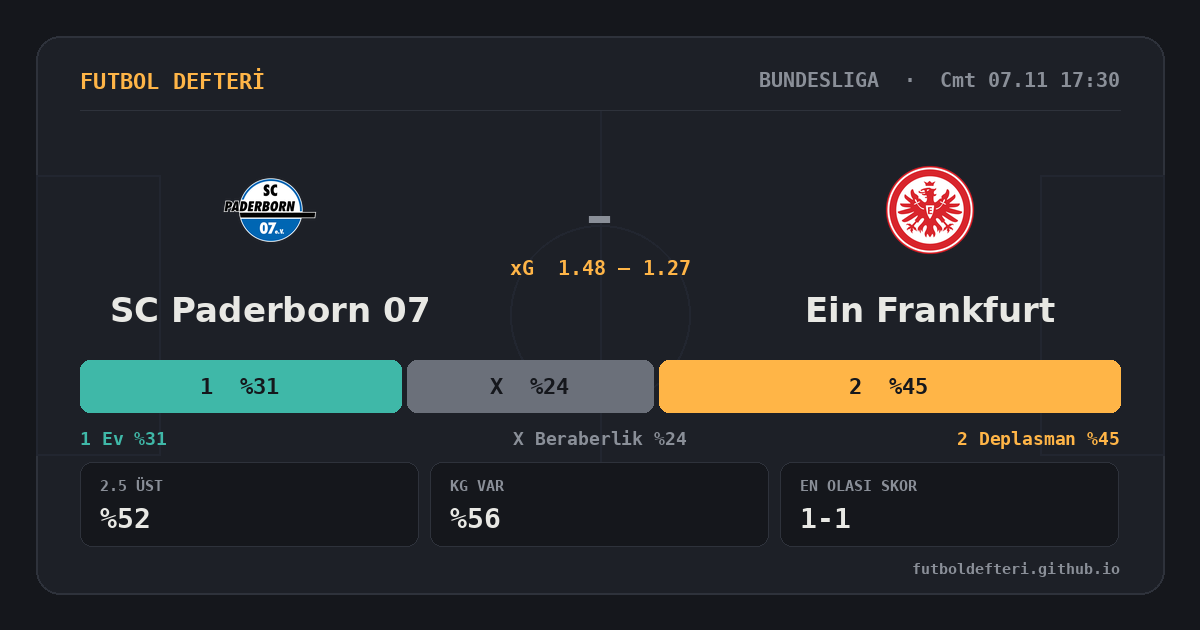 FUTBOL DEFTERİ
BUNDESLIGA · Cmt 07.11 17:30
SC
PADERBORN
07 e.V.
E
-
xG 1.48 – 1.27
SC Paderborn 07
Ein Frankfurt
1 %31
X %24
2 %45
1 Ev %31
X Beraberlik %24
2 Deplasman %45
2.5 ÜST
%52
KG VAR
%56
EN OLASI SKOR
1-1
futboldefteri.github.io